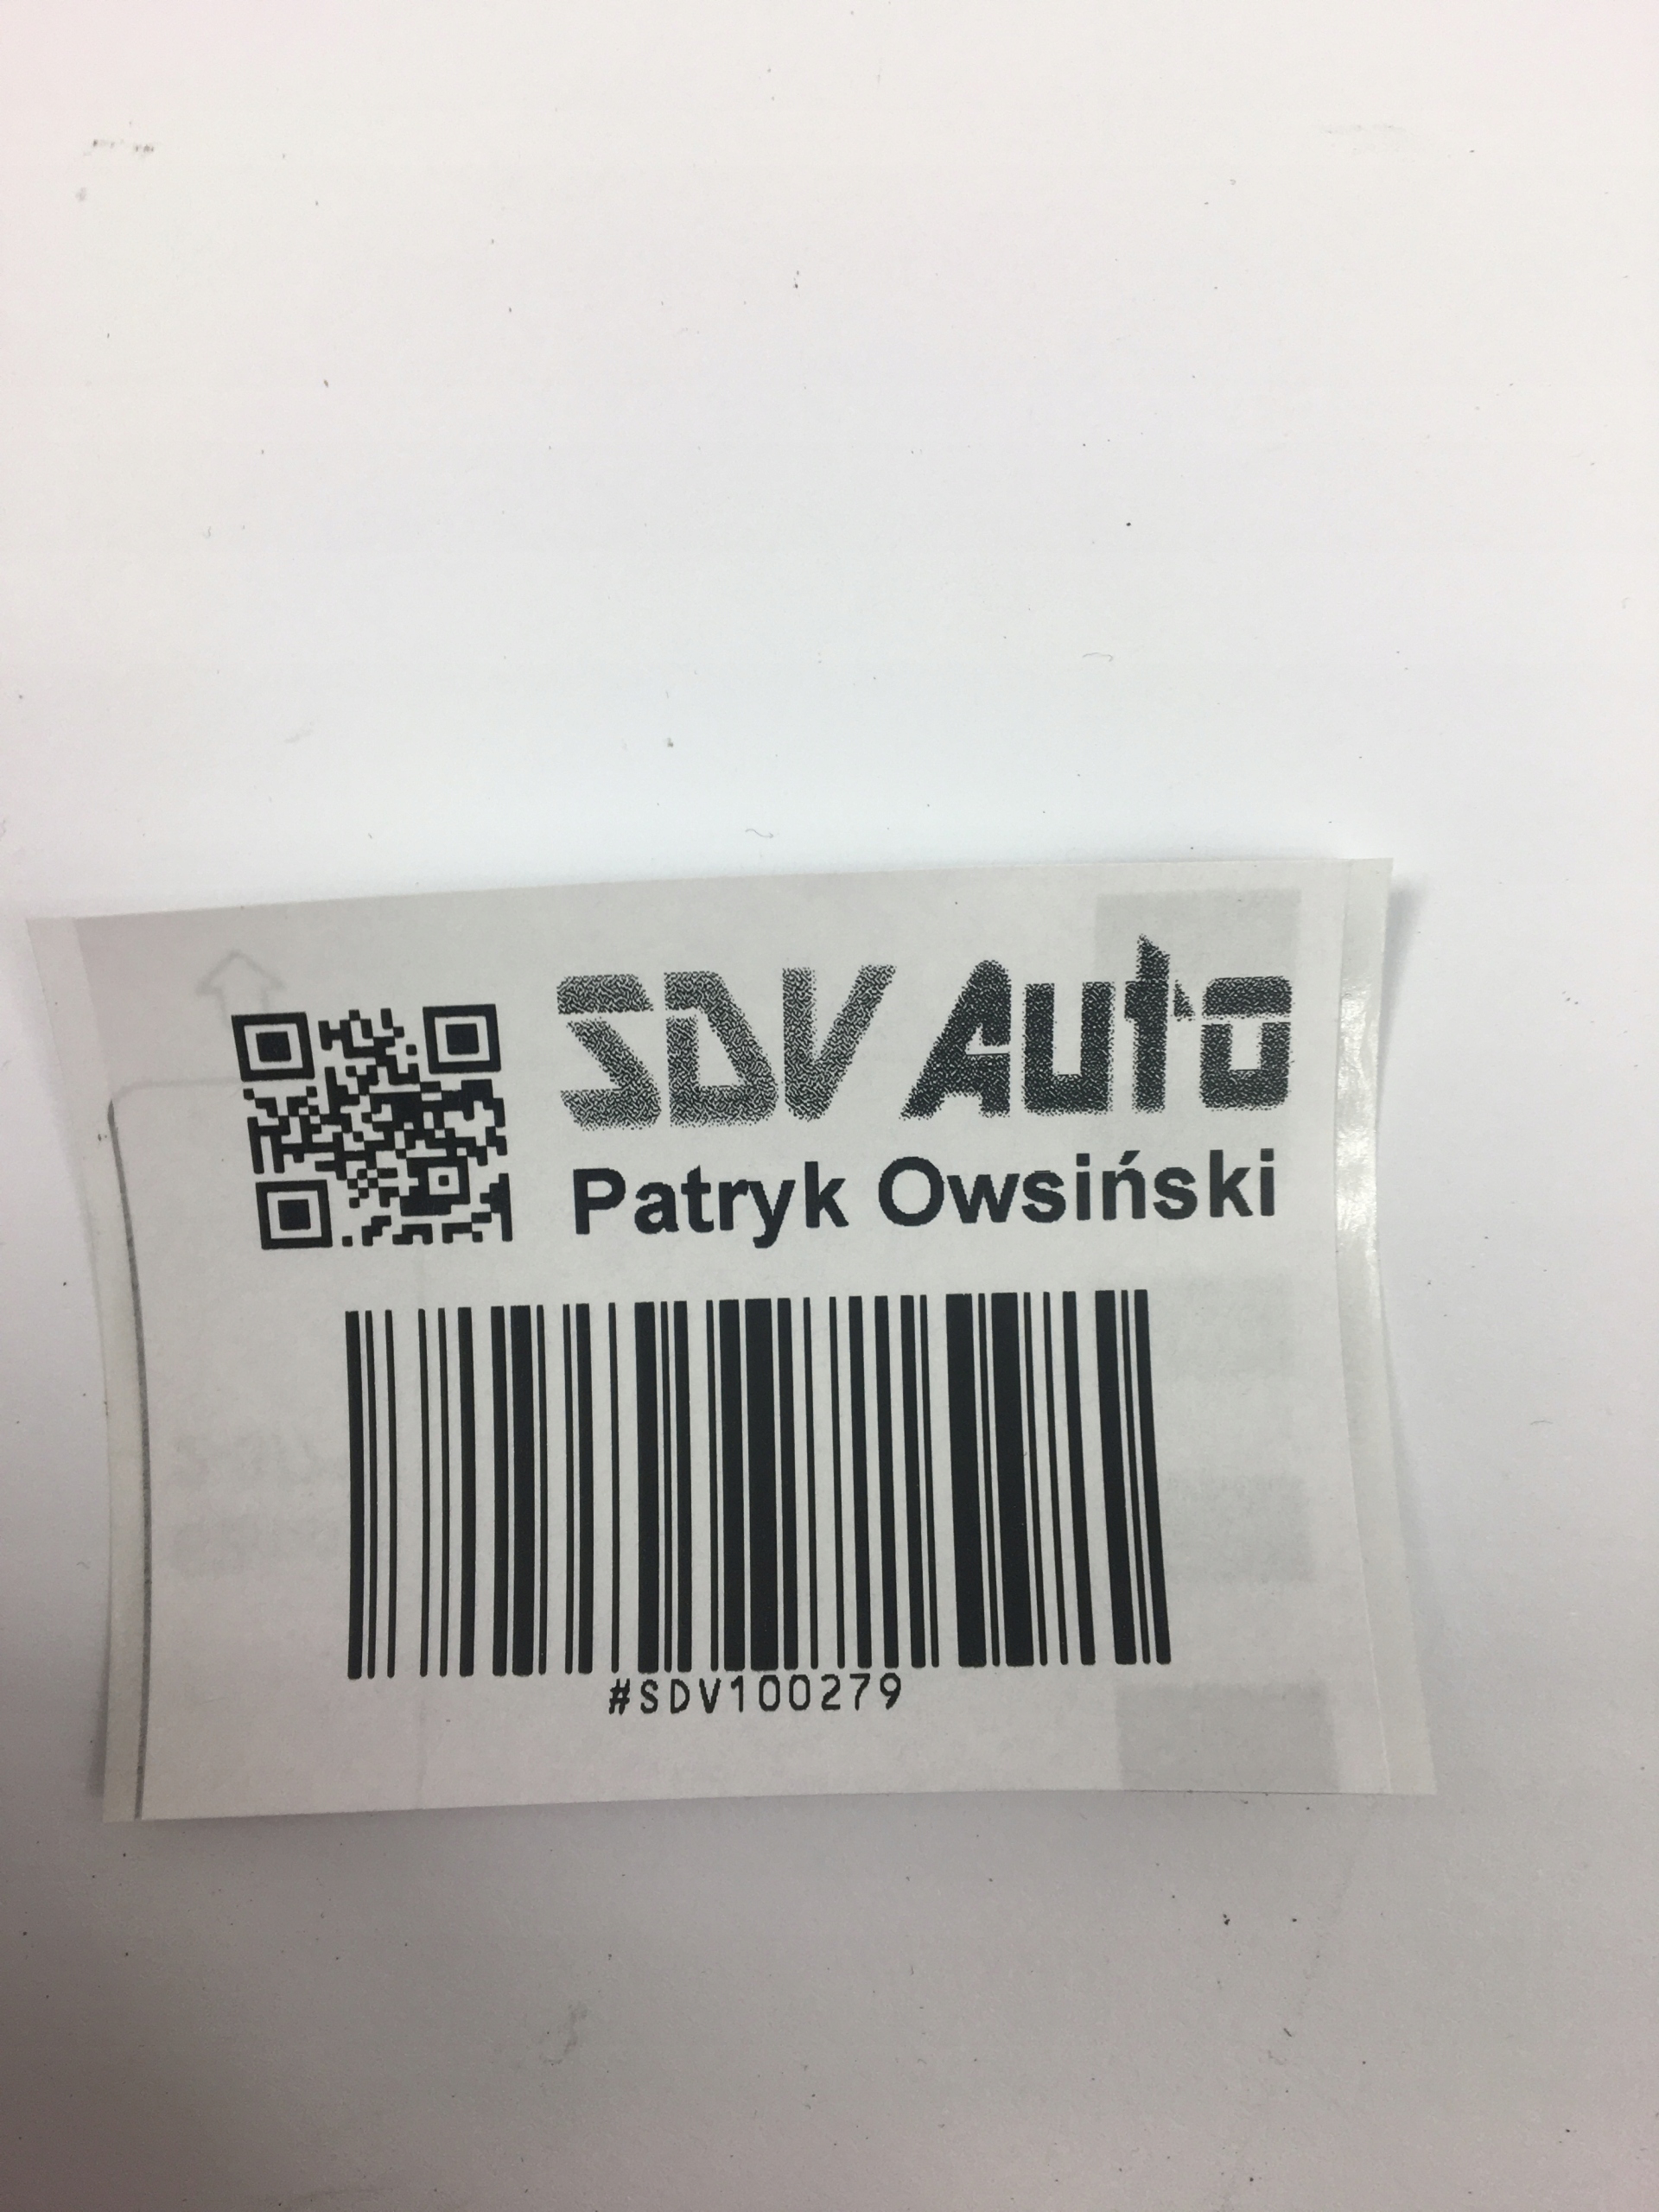 SDV Auto
Patryk Owsiński
#SDV100279